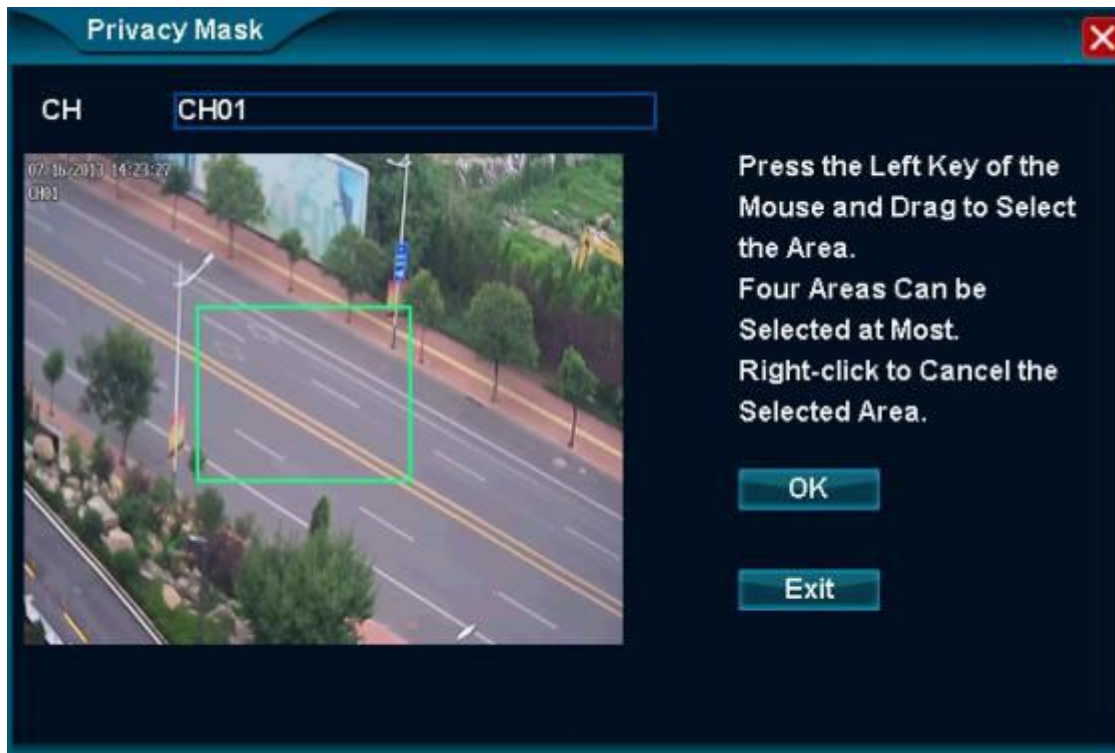 Privacy Mask
CH
CH01
07-16-2013 14:23:27
CH01
Press the Left Key of the
Mouse and Drag to Select
the Area.
Four Areas Can be
Selected at Most.
Right-click to Cancel the
Selected Area.
OK
Exit